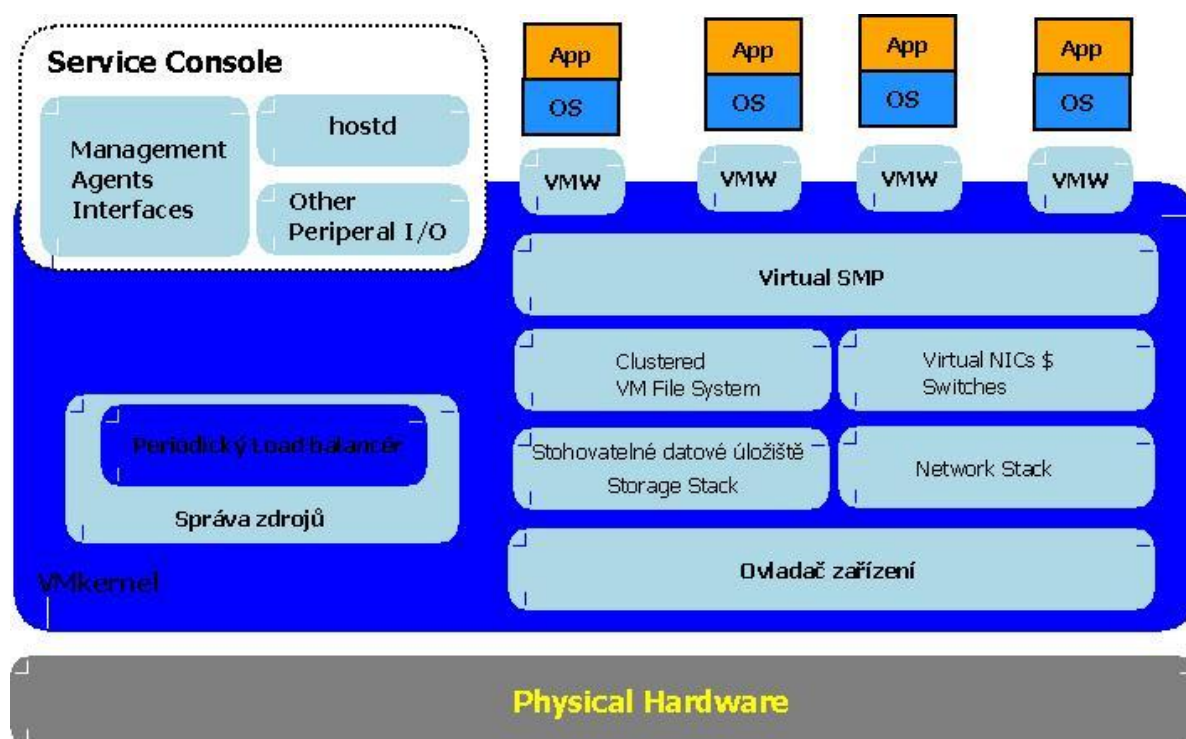 Service Console
Management
Agents
Interfaces
hostd
Other
Periperal I/O
App
OS
VMW
App
OS
VMW
App
OS
VMW
App
OS
VMW
Virtual SMP
Clustered
VM File System
Virtual NICs $
Switches
Stohovatelné datové úložiště
Storage Stack
Network Stack
Ovladač zařízení
Periodický Load-balancér
Správa zdrojů
VMkernel
Physical Hardware